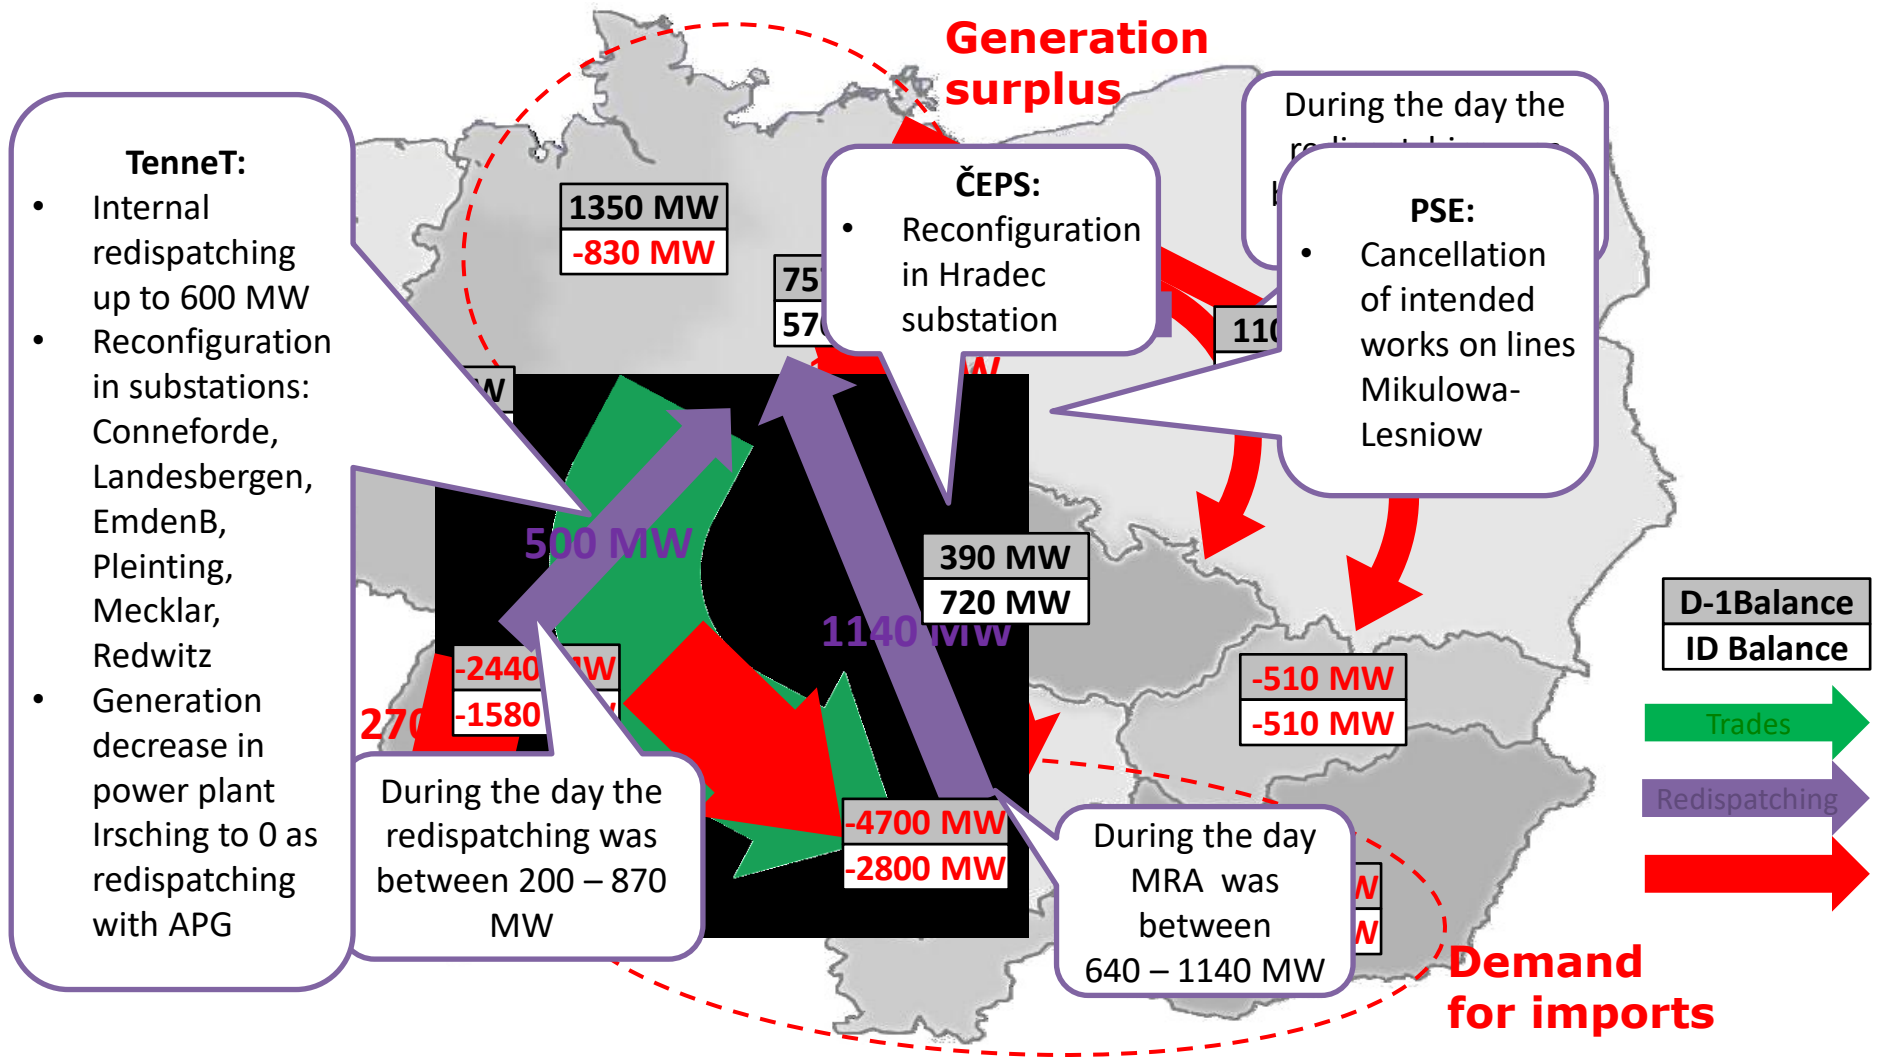 Generation
surplus
TenneT:
• Internal
redispatching
up to 600 MW
• Reconfiguration
in substations:
Conneforde,
Landesbergen,
EmdenB,
Pleinting,
Mecklar,
Redwitz
• Generation
decrease in
power plant
Irsching to 0 as
redispatching
with APG
1350 MW
-830 MW
ČEPS:
• Reconfiguration
in Hradec
substation
During the day the
PSE:
• Cancellation
of intended
works on lines
Mikulowa-
Lesniow
500 MW
1140 MW
390 MW
720 MW
-2440 MW
-1580
-510 MW
-510 MW
D-1Balance
ID Balance
Trades
Redispatching
During the day the
redispatching was
between 200 – 870
MW
-4700 MW
-2800 MW
During the day
MRA was
between
640 – 1140 MW
Demand
for imports